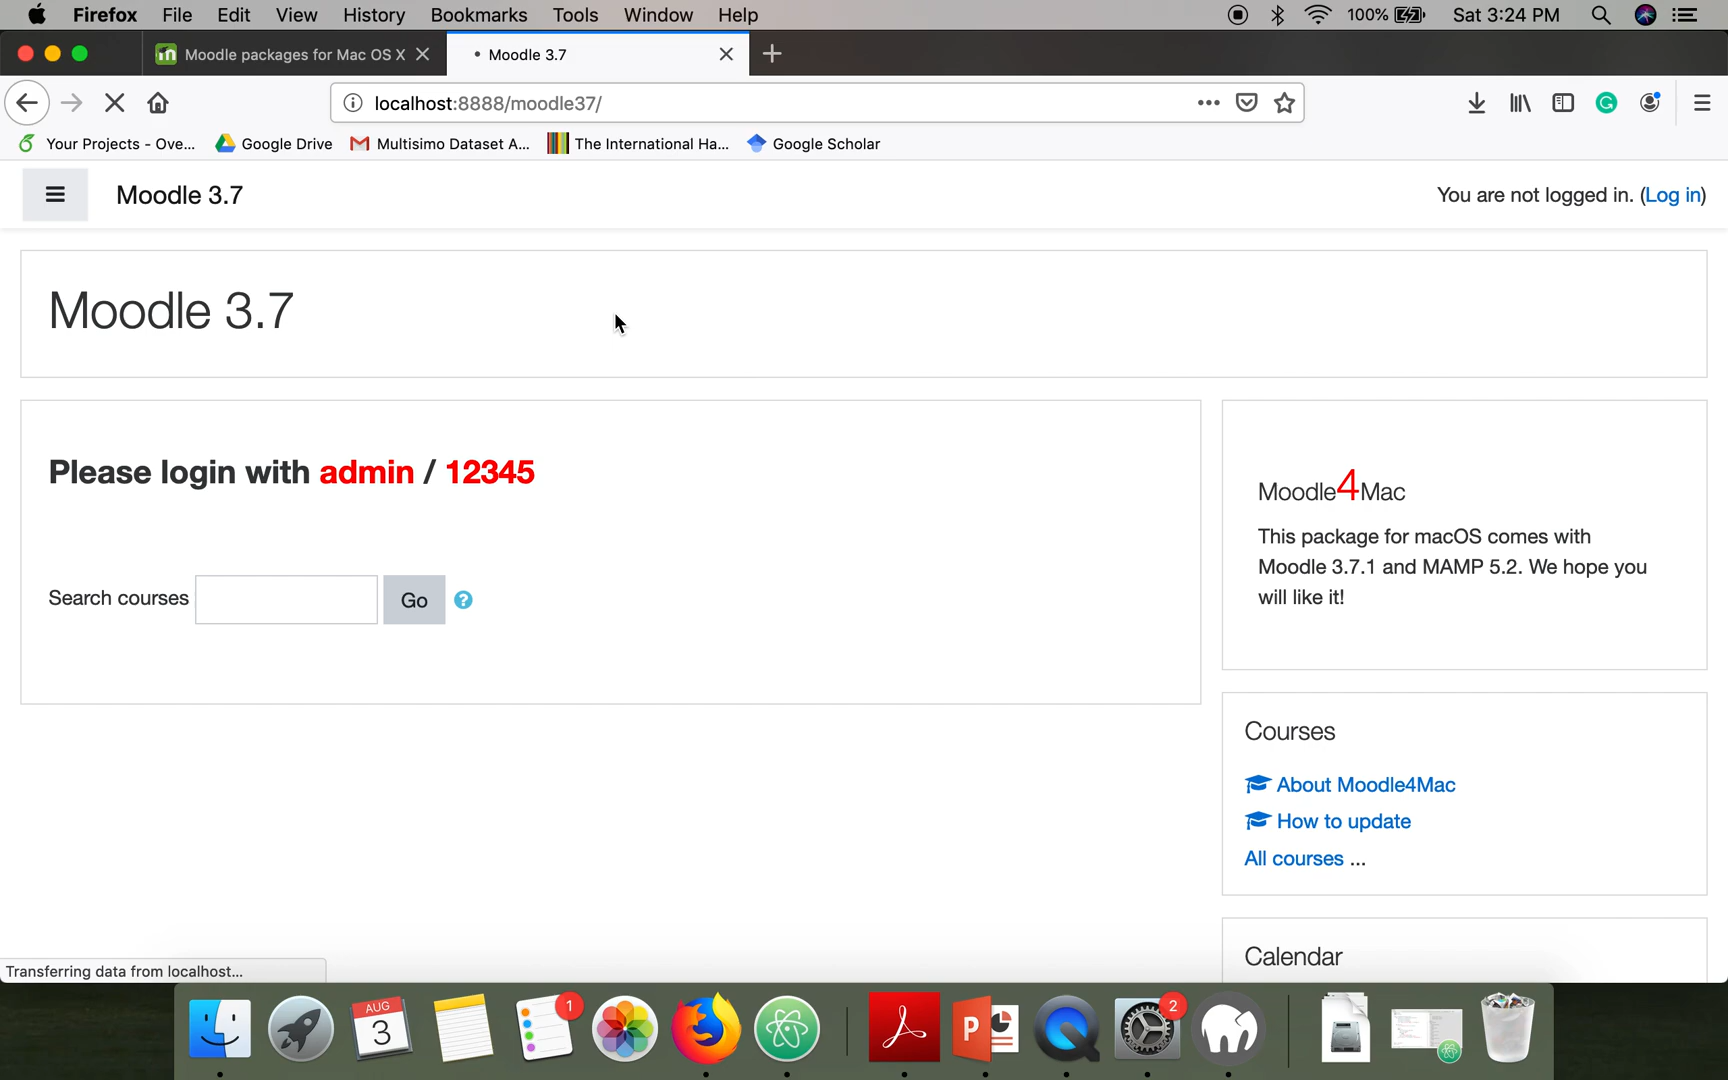 Firefox File Edit View History Bookmarks Tools Window Help 100% Sat 3:24 PM
Moodle packages for Mac OS X Moodle 3.7
localhost:8888/moodle37/
Your Projects - Ove... Google Drive Multisimo Dataset A... The International Ha... Google Scholar
Moodle 3.7 You are not logged in. (Log in)
Moodle 3.7
Please login with admin / 12345
Search courses Go
Moodle4Mac
This package for macOS comes with
Moodle 3.7.1 and MAMP 5.2. We hope you
will like it!
Courses
About Moodle4Mac
How to update
All courses ...
Calendar
Transferring data from localhost...
AUG
3
1
P
2